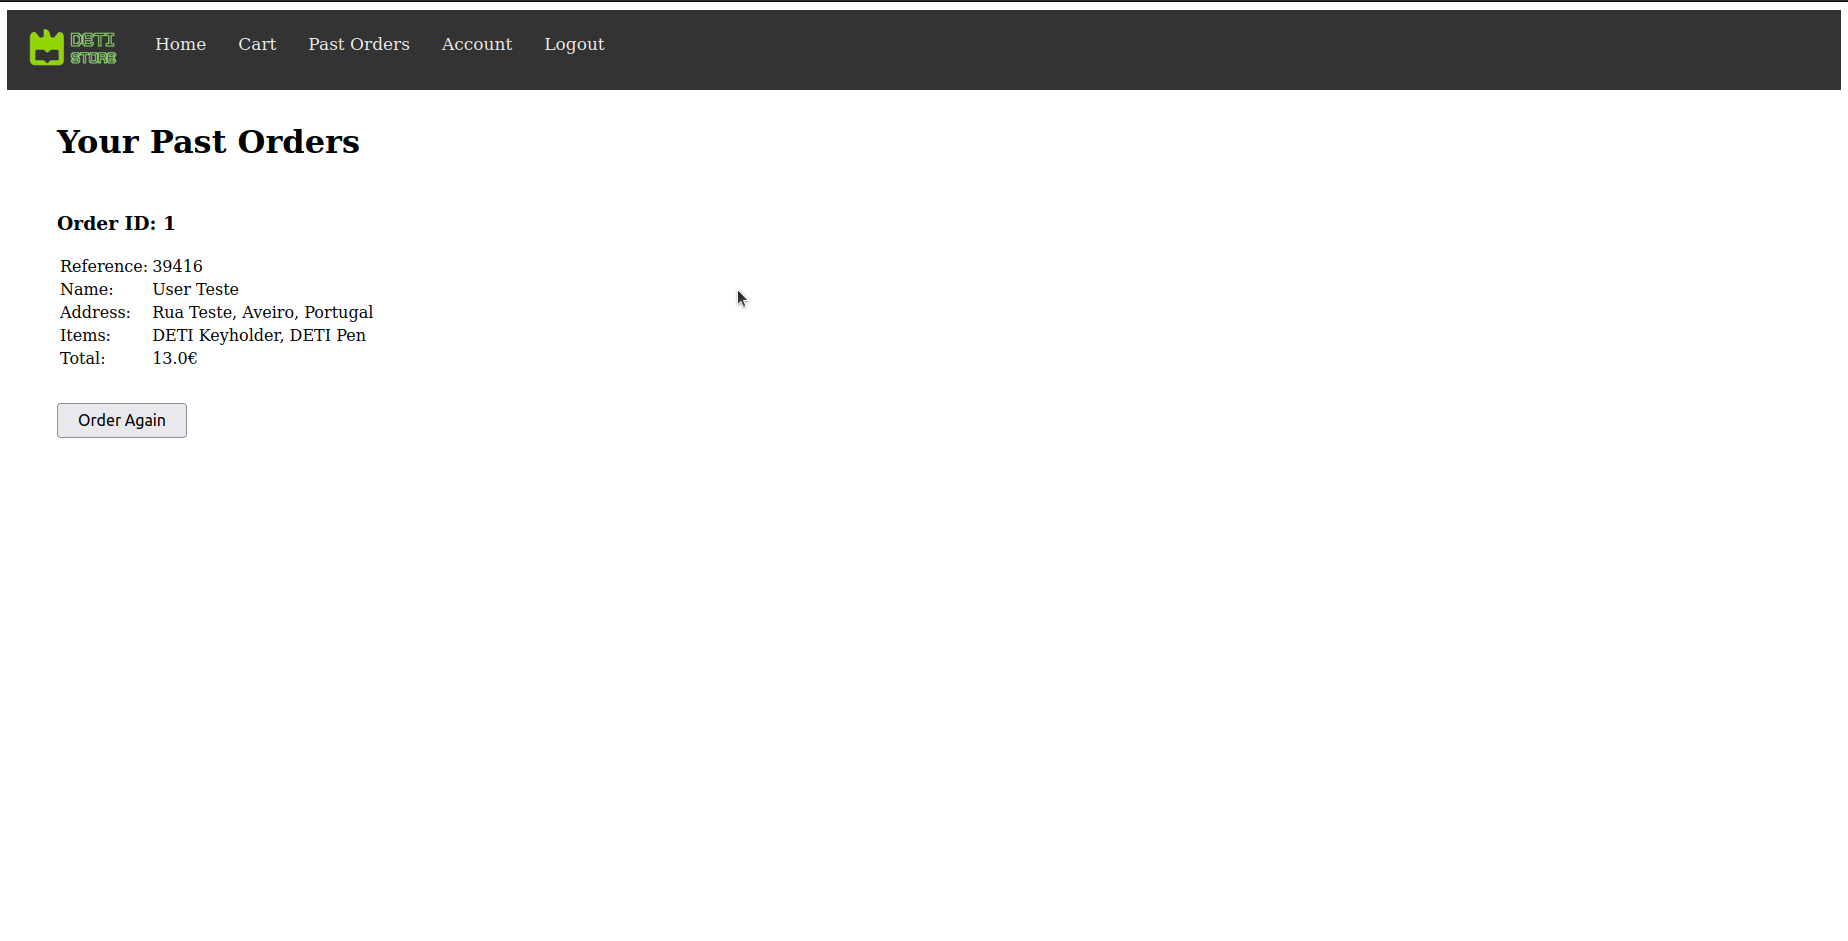 DETI
STORE
Home Cart Past Orders Account Logout
Your Past Orders
Order ID: 1
Reference: 39416
Name: User Teste
Address: Rua Teste, Aveiro, Portugal
Items: DETI Keyholder, DETI Pen
Total: 13.0€
Order Again